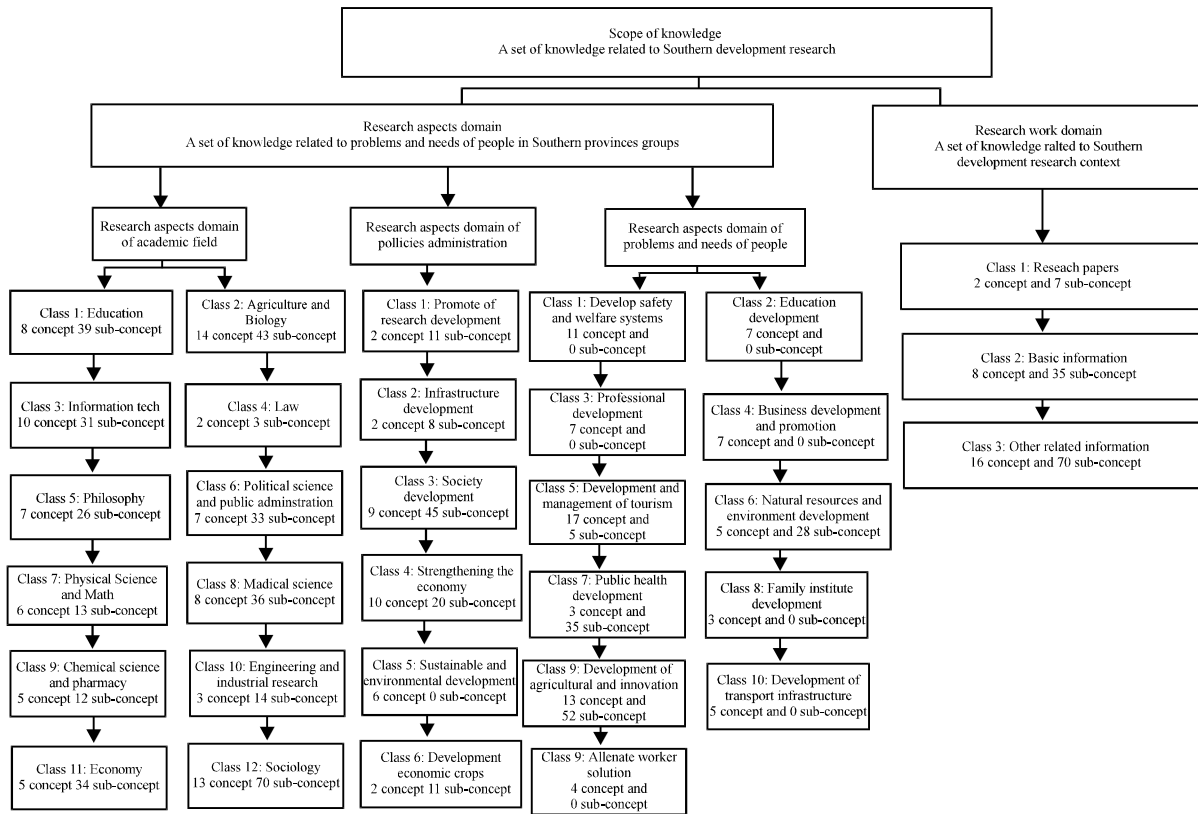 Scope of knowledge
A set of knowledge related to Southern development research
Research aspects domain
A set of knowledge related to problems and needs of people in Southern provinces groups
Research work domain
A set of knowledge ralted to Southern
development research context
Research aspects domain
of academic field
Research aspects domain of
pollicies administration
Research aspects domain of
problems and needs of people
Class 1: Education
8 concept 39 sub-concept
Class 3: Information tech
10 concept 31 sub-concept
Class 5: Philosophy
7 concept 26 sub-concept
Class 7: Physical Science
and Math
6 concept 13 sub-concept
Class 9: Chemical science
and pharmacy
5 concept 12 sub-concept
Class 11: Economy
5 concept 34 sub-concept
Class 2: Agriculture and
Biology
14 concept 43 sub-concept
Class 4: Law
2 concept 3 sub-concept
Class 6: Political science
and public adminstration
7 concept 33 sub-concept
Class 8: Madical science
8 concept 36 sub-concept
Class 10: Engineering and
industrial research
3 concept 14 sub-concept
Class 12: Sociology
13 concept 70 sub-concept
Class 1: Promote of
research development
2 concept 11 sub-concept
Class 2: Infrastructure
development
2 concept 8 sub-concept
Class 3: Society
development
9 concept 45 sub-concept
Class 4: Strengthening the
economy
10 concept 20 sub-concept
Class 5: Sustainable and
environmental development
6 concept 0 sub-concept
Class 6: Development
economic crops
2 concept 11 sub-concept
Class 1: Develop safety
and welfare systems
11 concept and
0 sub-concept
Class 3: Professional
development
7 concept and
0 sub-concept
Class 5: Development and
management of tourism
17 concept and
5 sub-concept
Class 7: Public health
development
3 concept and
35 sub-concept
Class 9: Development of
agricultural and innovation
13 concept and
52 sub-concept
Class 9: Allenate worker
solution
4 concept and
0 sub-concept
Class 2: Education
development
7 concept and
0 sub-concept
Class 4: Business development
and promotion
7 concept and 0 sub-concept
Class 6: Natural resources and
environment development
5 concept and 28 sub-concept
Class 8: Family institute
development
3 concept and 0 sub-concept
Class 10: Development of
transport infrastructure
5 concept and 0 sub-concept
Class 1: Reseach papers
2 concept and 7 sub-concept
Class 2: Basic information
8 concept and 35 sub-concept
Class 3: Other related information
16 concept and 70 sub-concept